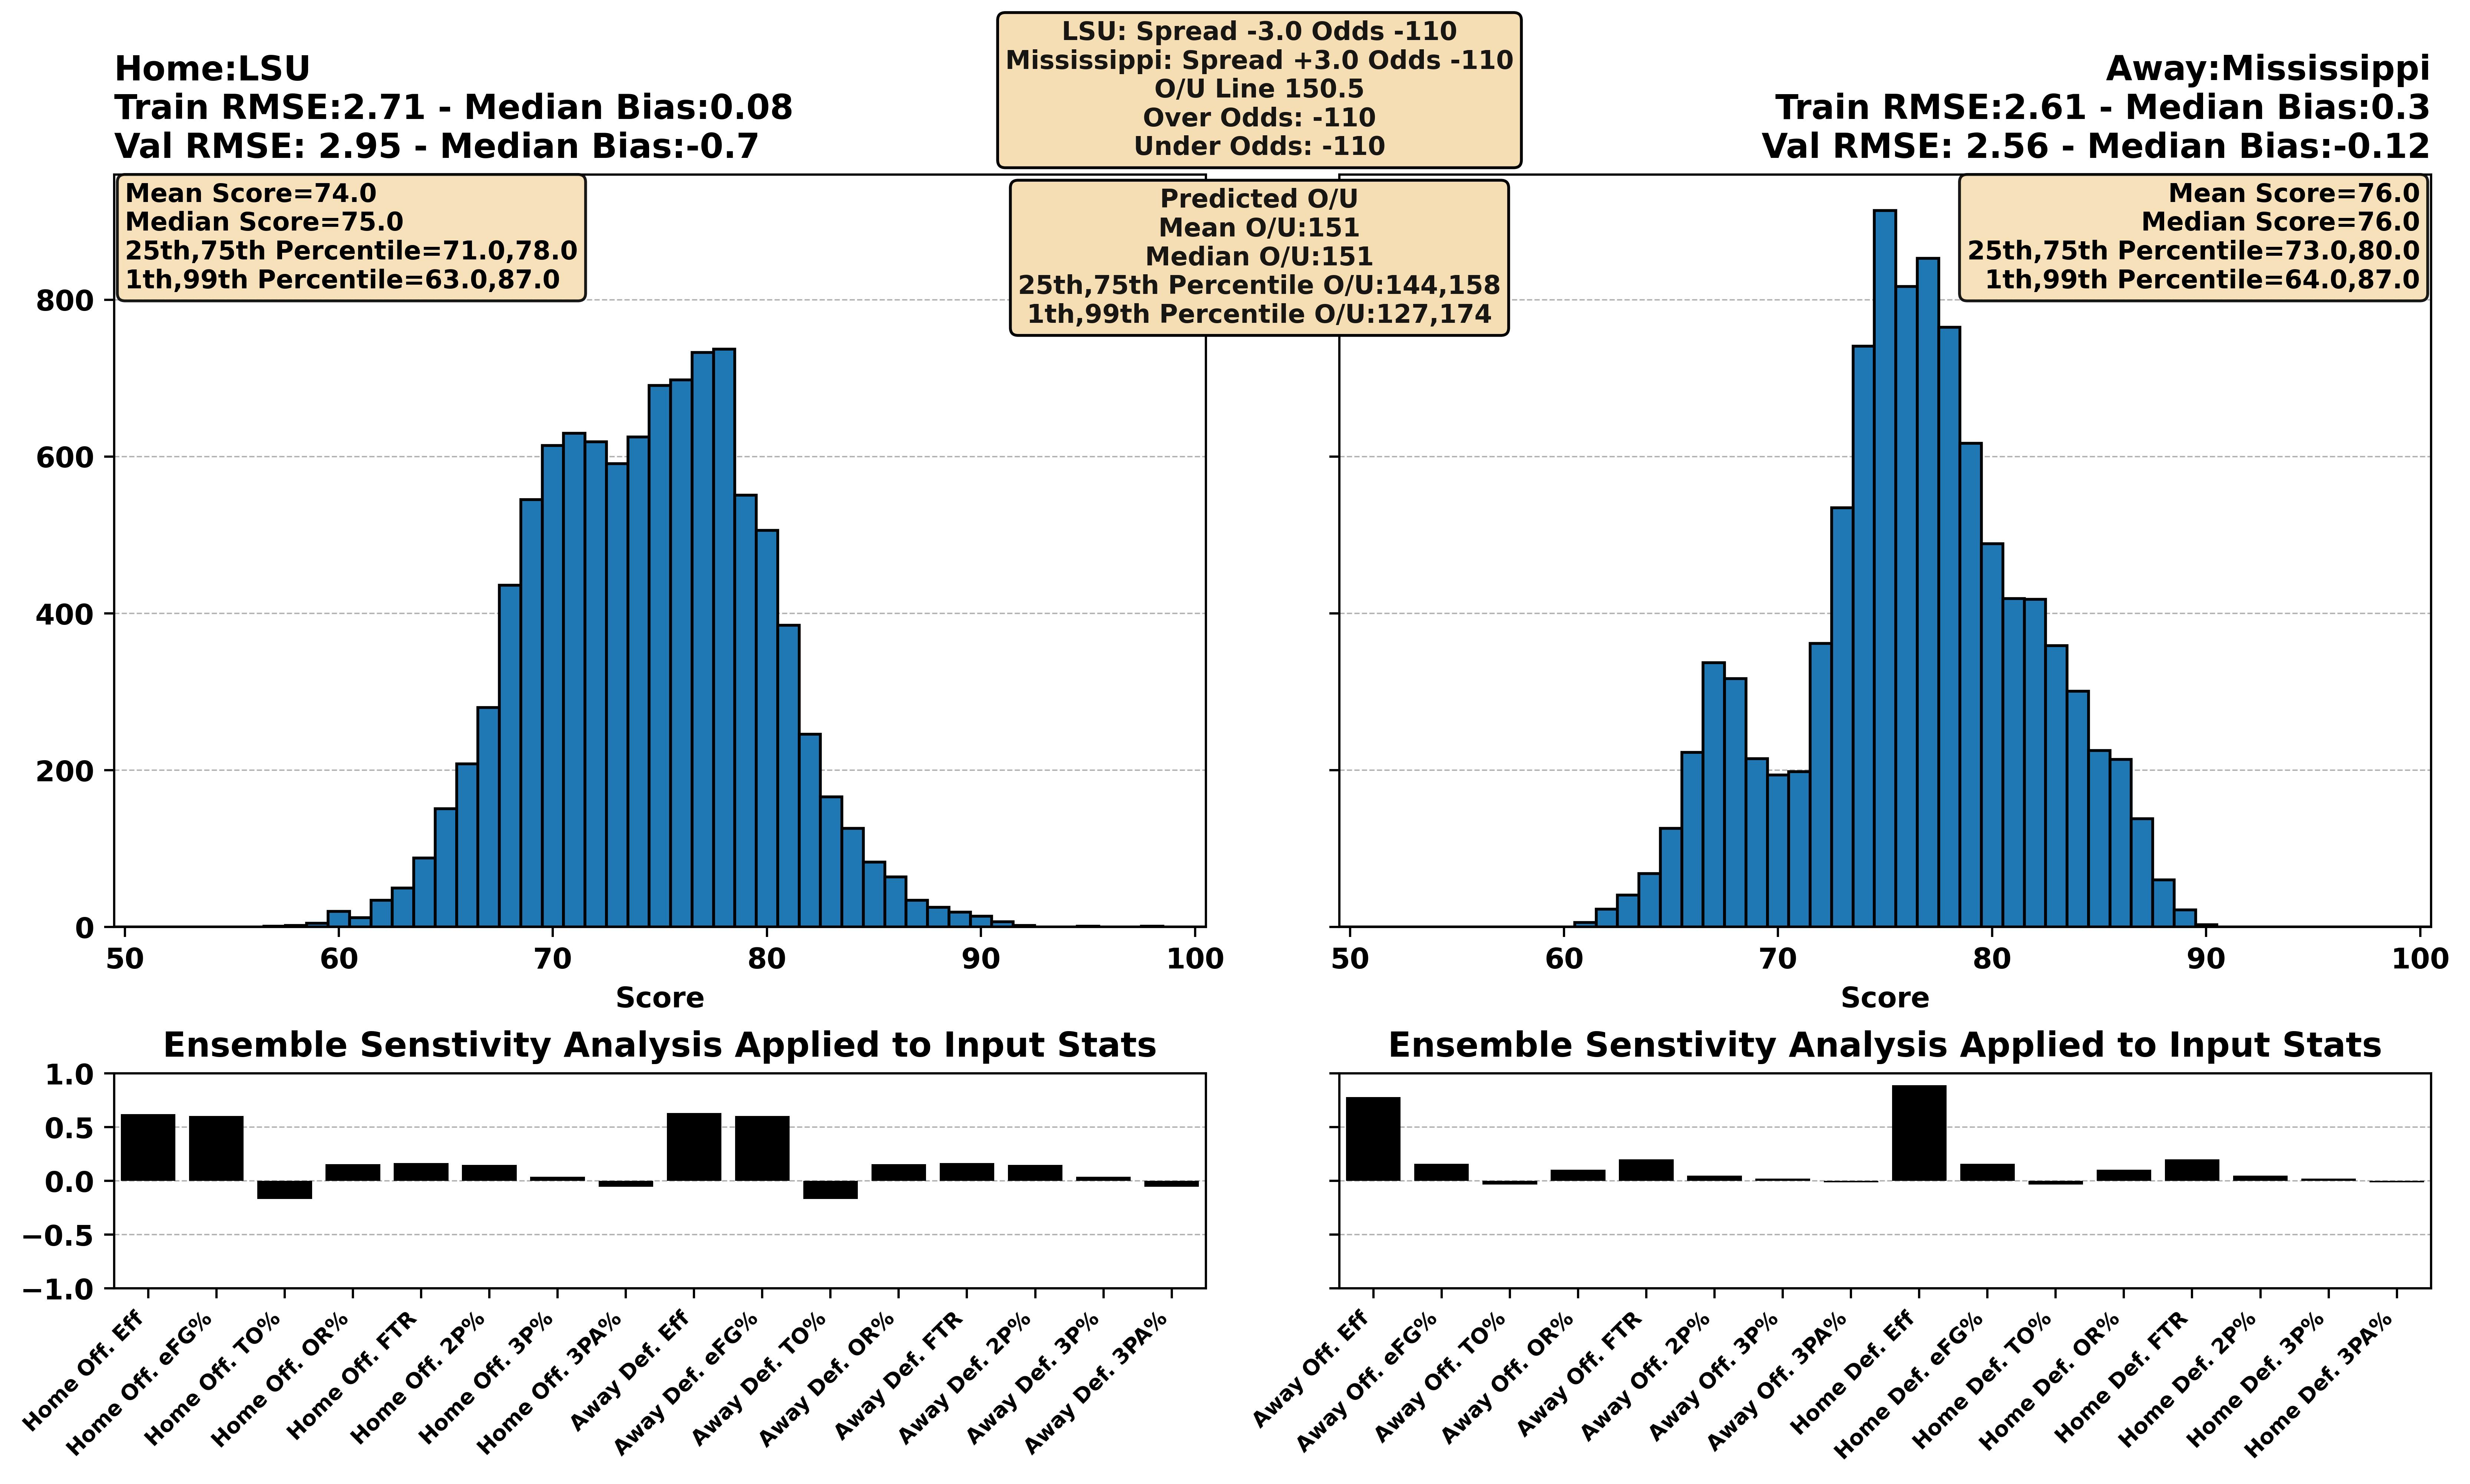 LSU: Spread -3.0 Odds -110
Mississippi: Spread +3.0 Odds -110
O/U Line 150.5
Over Odds: -110
Under Odds: -110
Home:LSU
Train RMSE:2.71 - Median Bias:0.08
Val RMSE: 2.95 - Median Bias:-0.7
Away:Mississippi
Train RMSE:2.61 - Median Bias:0.3
Val RMSE: 2.56 - Median Bias:-0.12
Mean Score=74.0
Median Score=75.0
25th,75th Percentile=71.0,78.0
1th,99th Percentile=63.0,87.0
Predicted O/U
Mean O/U:151
Median O/U:151
25th,75th Percentile O/U:144,158
1th,99th Percentile O/U:127,174
Mean Score=76.0
Median Score=76.0
25th,75th Percentile=73.0,80.0
1th,99th Percentile=64.0,87.0
800
600
400
200
0
50 60 70 80 90 100
Score
50 60 70 80 90 100
Score
Ensemble Senstivity Analysis Applied to Input Stats
1.0
0.5
0.0
−0.5
−1.0
Home Off. Eff
Home Off. eFG%
Home Off. TO%
Home Off. OR%
Home Off. FTR
Home Off. 2P%
Home Off. 3P%
Home Off. 3PA%
Away Def. Eff
Away Def. eFG%
Away Def. TO%
Away Def. OR%
Away Def. FTR
Away Def. 2P%
Away Def. 3P%
Away Def. 3PA%
Ensemble Senstivity Analysis Applied to Input Stats
Away Off. Eff
Away Off. eFG%
Away Off. TO%
Away Off. OR%
Away Off. FTR
Away Off. 2P%
Away Off. 3P%
Away Off. 3PA%
Home Def. Eff
Home Def. eFG%
Home Def. TO%
Home Def. OR%
Home Def. FTR
Home Def. 2P%
Home Def. 3P%
Home Def. 3PA%